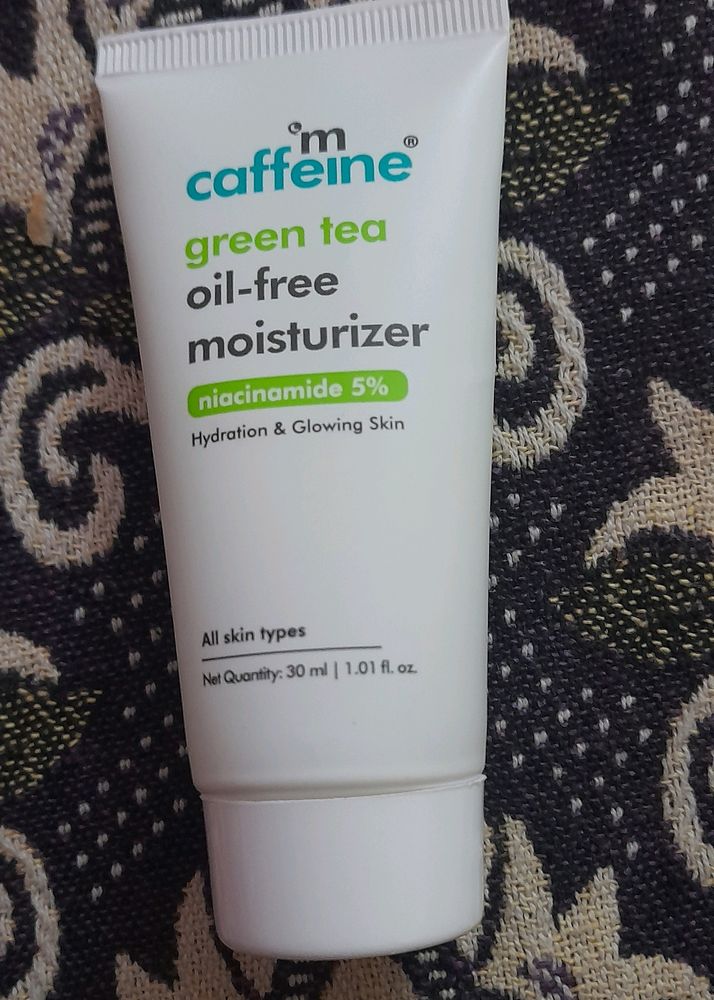 m
caffeine®
green tea
oil-free
moisturizer
niacinamide 5%
Hydration & Glowing Skin
All skin types
Net Quantity: 30 ml | 1.01 fl. oz.